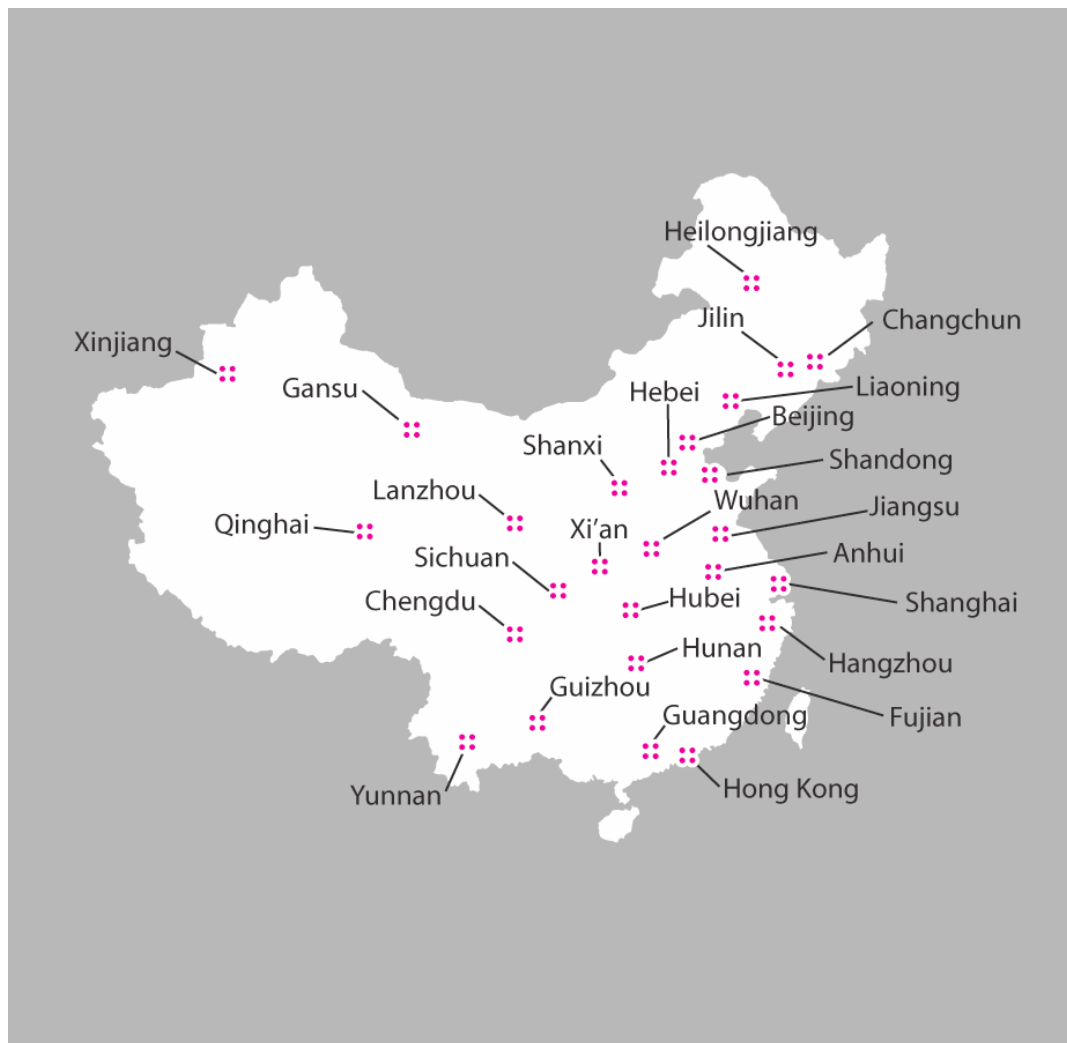 Heilongjiang
Jilin
Changchun
Xinjiang
Gansu
Hebei
Liaoning
Beijing
Shanxi
Shandong
Lanzhou
Wuhan
Jiangsu
Qinghai
Xi’an
Sichuan
Anhui
Chengdu
Hubei
Shanghai
Hunan
Hangzhou
Guizhou
Guangdong
Fujian
Yunnan
Hong Kong